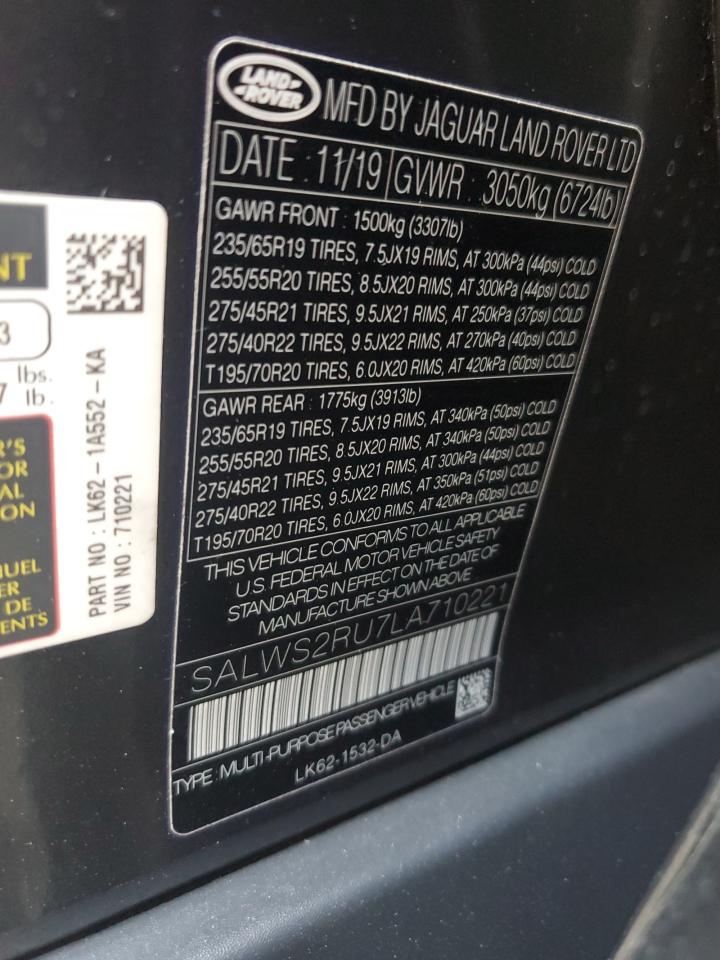 LAND-
-ROVER
MFD BY JAGUAR LAND ROVER LTD
DATE : 11/19 GVWR : 3050kg (6724lb)
GAWR FRONT : 1500kg (3307lb)
235/65R19 TIRES, 7.5JX19 RIMS, AT 300kPa (44psi) COLD
255/55R20 TIRES, 8.5JX20 RIMS, AT 300kPa (44psi) COLD
275/45R21 TIRES, 9.5JX21 RIMS, AT 250kPa (37psi) COLD
275/40R22 TIRES, 9.5JX22 RIMS, AT 270kPa (40psi) COLD
T195/70R20 TIRES, 6.0JX20 RIMS, AT 420kPa (60psi) COLD
GAWR REAR : 1775kg (3913lb)
235/65R19 TIRES, 7.5JX19 RIMS, AT 340kPa (50psi) COLD
255/55R20 TIRES, 8.5JX20 RIMS, AT 340kPa (50psi) COLD
275/45R21 TIRES, 9.5JX21 RIMS, AT 300kPa (44psi) COLD
275/40R22 TIRES, 9.5JX22 RIMS, AT 350kPa (51psi) COLD
T195/70R20 TIRES, 6.0JX20 RIMS, AT 420kPa (60psi) COLD
THIS VEHICLE CONFORMS TO ALL APPLICABLE
U.S. FEDERAL MOTOR VEHICLE SAFETY
STANDARDS IN EFFECT ON THE DATE OF
MANUFACTURE SHOWN ABOVE
SALWS2RU7LA710221
TYPE : MULTI-PURPOSE PASSENGER VEHICLE
LK62-1532-DA
NT
3
lbs.
7 lb.
R'S
OR
AL
ON
NUEL
ER
DE
ENTS
PART NO : LK62-1A552-KA
VIN NO : 710221